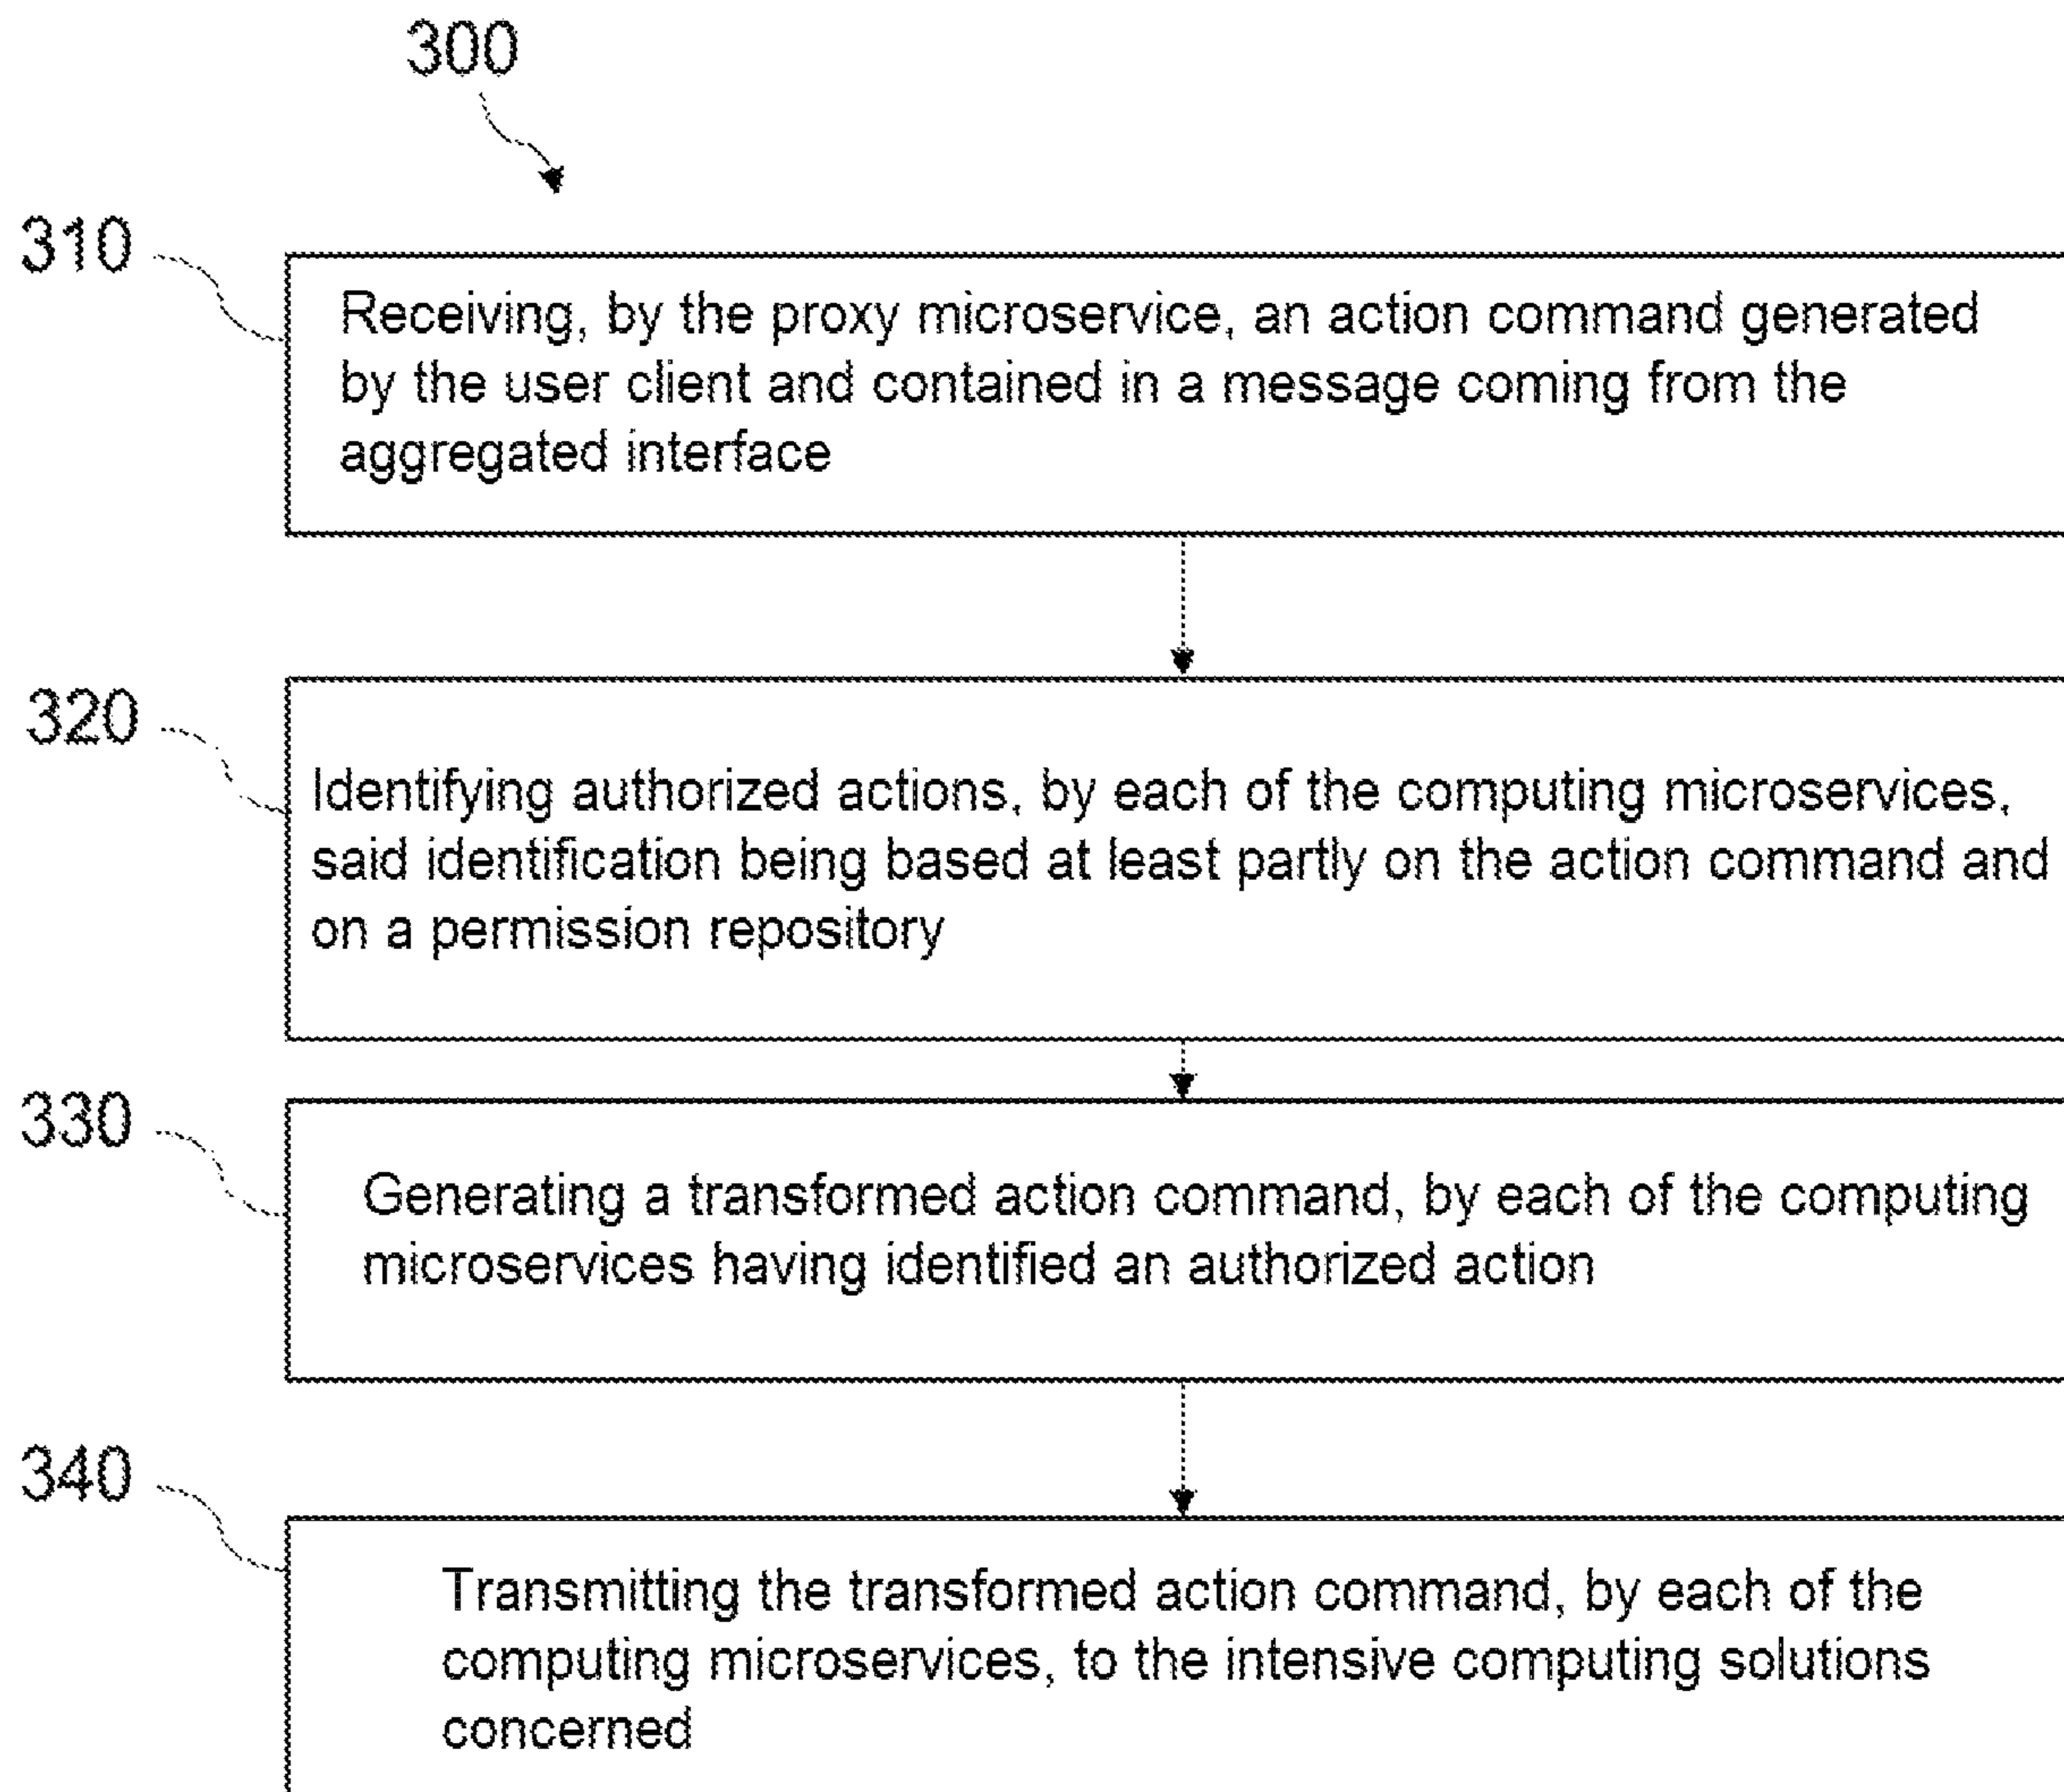 300
310
Receiving, by the proxy microservice, an action command generated
by the user client and contained in a message coming from the
aggregated interface
320
Identifying authorized actions, by each of the computing microservices,
said identification being based at least partly on the action command and
on a permission repository
330
Generating a transformed action command, by each of the computing
microservices having identified an authorized action
340
Transmitting the transformed action command, by each of the
computing microservices, to the intensive computing solutions
concerned